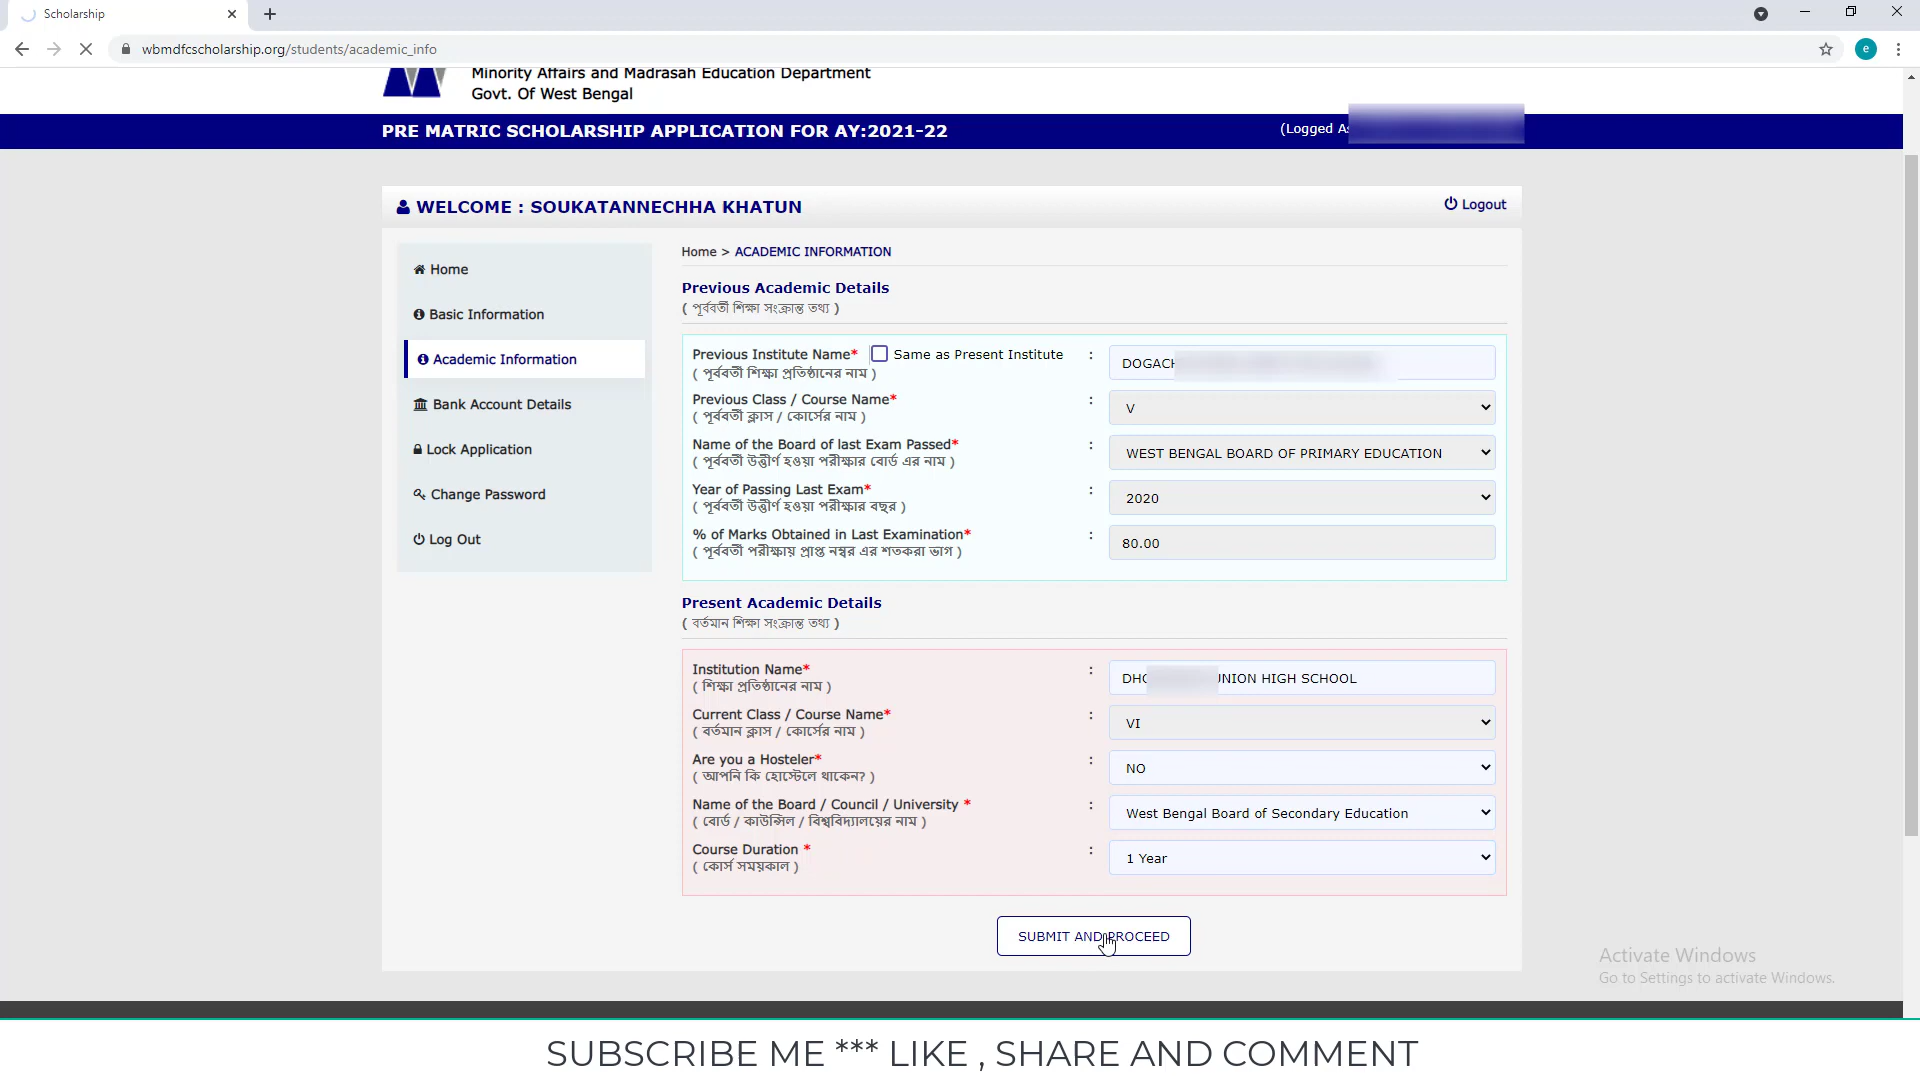 Scholarship
wbmdfcscholarship.org/students/academic_info
e
Minority Affairs and Madrasah Education Department
Govt. Of West Bengal
PRE MATRIC SCHOLARSHIP APPLICATION FOR AY:2021-22
(Logged As
WELCOME : SOUKATANNECHHA KHATUN
Logout
Home
Basic Information
Academic Information
Bank Account Details
Lock Application
Change Password
Log Out
Home > ACADEMIC INFORMATION
Previous Academic Details
( পূর্ববর্তী শিক্ষা সংক্রান্ত তথ্য )
Previous Institute Name* Same as Present Institute :
( পূর্ববর্তী শিক্ষা প্রতিষ্ঠানের নাম )
DOGACH
Previous Class / Course Name* : V
( পূর্ববর্তী ক্লাস / কোর্সের নাম )
Name of the Board of last Exam Passed* : WEST BENGAL BOARD OF PRIMARY EDUCATION
( পূর্ববর্তী উত্তীর্ণ হওয়া পরীক্ষার বোর্ড এর নাম )
Year of Passing Last Exam* : 2020
( পূর্ববর্তী উত্তীর্ণ হওয়া পরীক্ষার বছর )
% of Marks Obtained in Last Examination* : 80.00
( পূর্ববর্তী পরীক্ষায় প্রাপ্ত নম্বর এর শতকরা ভাগ )
Present Academic Details
( বর্তমান শিক্ষা সংক্রান্ত তথ্য )
Institution Name* : DHO UNION HIGH SCHOOL
( শিক্ষা প্রতিষ্ঠানের নাম )
Current Class / Course Name* : VI
( বর্তমান ক্লাস / কোর্সের নাম )
Are you a Hosteler* : NO
( আপনি কি হোস্টেলে থাকেন? )
Name of the Board / Council / University * : West Bengal Board of Secondary Education
( বোর্ড / কাউন্সিল / বিশ্ববিদ্যালয়ের নাম )
Course Duration * : 1 Year
( কোর্স সময়কাল )
SUBMIT AND PROCEED
Activate Windows
Go to Settings to activate Windows.
SUBSCRIBE ME *** LIKE , SHARE AND COMMENT